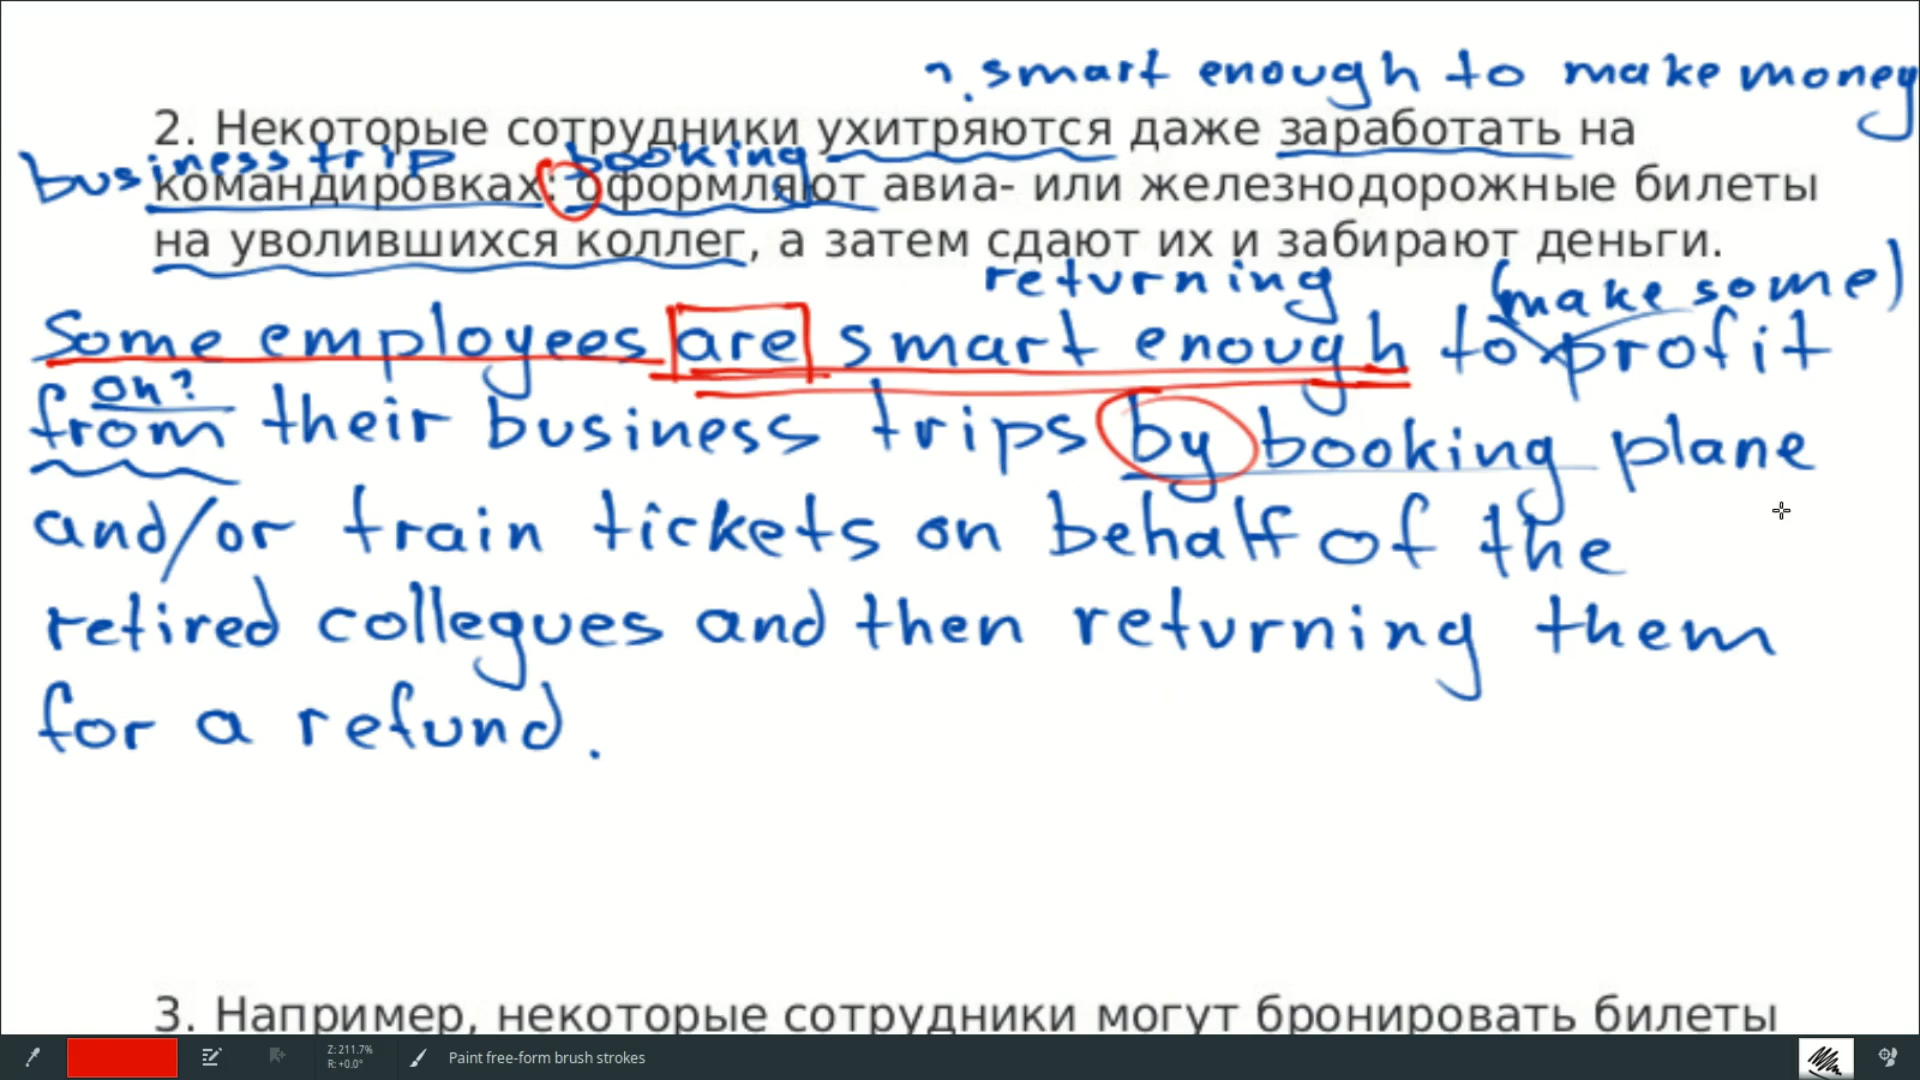 ? smart enough to make money
2. Некоторые сотрудники ухитряются даже заработать на
business trip booking
командировках: оформляют авиа- или железнодорожные билеты
на уволившихся коллег, а затем сдают их и забирают деньги.
returning (make some)
Some employees are smart enough to profit
on?
from their business trips by booking plane
and/or train tickets on behalf of the
retired collegues and then returning them
for a refund.
3. Например, некоторые сотрудники могут бронировать билеты
Z: 211.7%
R: +0.0°
Paint free-form brush strokes